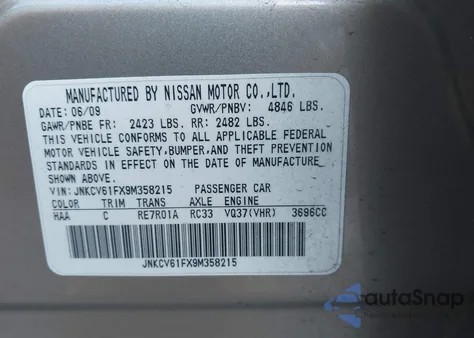 MANUFACTURED BY NISSAN MOTOR CO.,LTD.
DATE: 06/09 GVWR/PNBV: 4846 LBS.
GAWR/PNBE FR: 2423 LBS. RR: 2482 LBS.
THIS VEHICLE CONFORMS TO ALL APPLICABLE FEDERAL
MOTOR VEHICLE SAFETY,BUMPER,AND THEFT PREVENTION
STANDARDS IN EFFECT ON THE DATE OF MANUFACTURE
SHOWN ABOVE.
VIN: JNKCV61FX9M358215 PASSENGER CAR
COLOR TRIM TRANS AXLE ENGINE
HAA C RE7R01A RC33 VQ37(VHR) 3696CC
JNKCV61FX9M358215
autaSnap